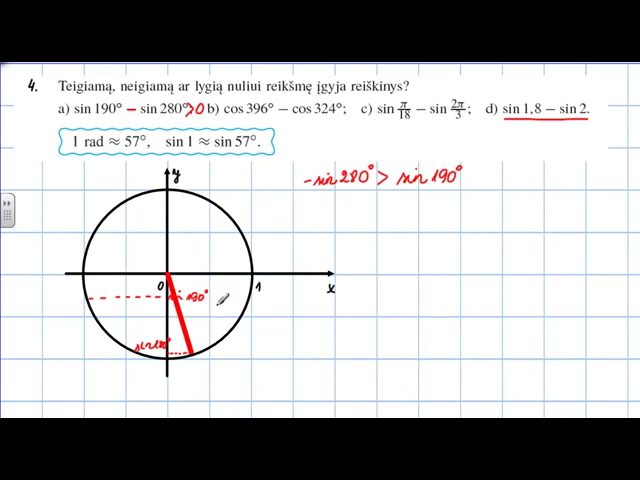 4. Teigiamą, neigiamą ar lygią nuliui reikšmę įgyja reiškinys?
a) sin 190° − sin 280° >0 b) cos 396° − cos 324°; c) sin π/18 − sin 2π/3; d) sin 1,8 − sin 2.
1 rad ≈ 57°, sin 1 ≈ sin 57°.
y
-sin 280° > sin 190°
0
1
x
sin 190°